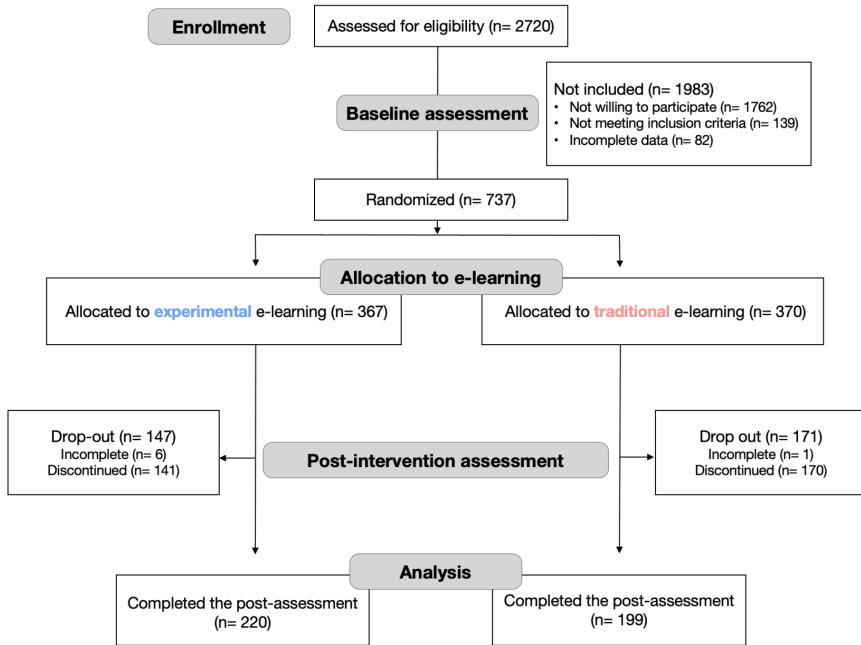 Enrollment
Assessed for eligibility (n= 2720)
Baseline assessment
Not included (n= 1983)
• Not willing to participate (n= 1762)
• Not meeting inclusion criteria (n= 139)
• Incomplete data (n= 82)
Randomized (n= 737)
Allocation to e-learning
Allocated to experimental e-learning (n= 367)
Allocated to traditional e-learning (n= 370)
Drop-out (n= 147)
Incomplete (n= 6)
Discontinued (n= 141)
Post-intervention assessment
Drop out (n= 171)
Incomplete (n= 1)
Discontinued (n= 170)
Analysis
Completed the post-assessment
(n= 220)
Completed the post-assessment
(n= 199)